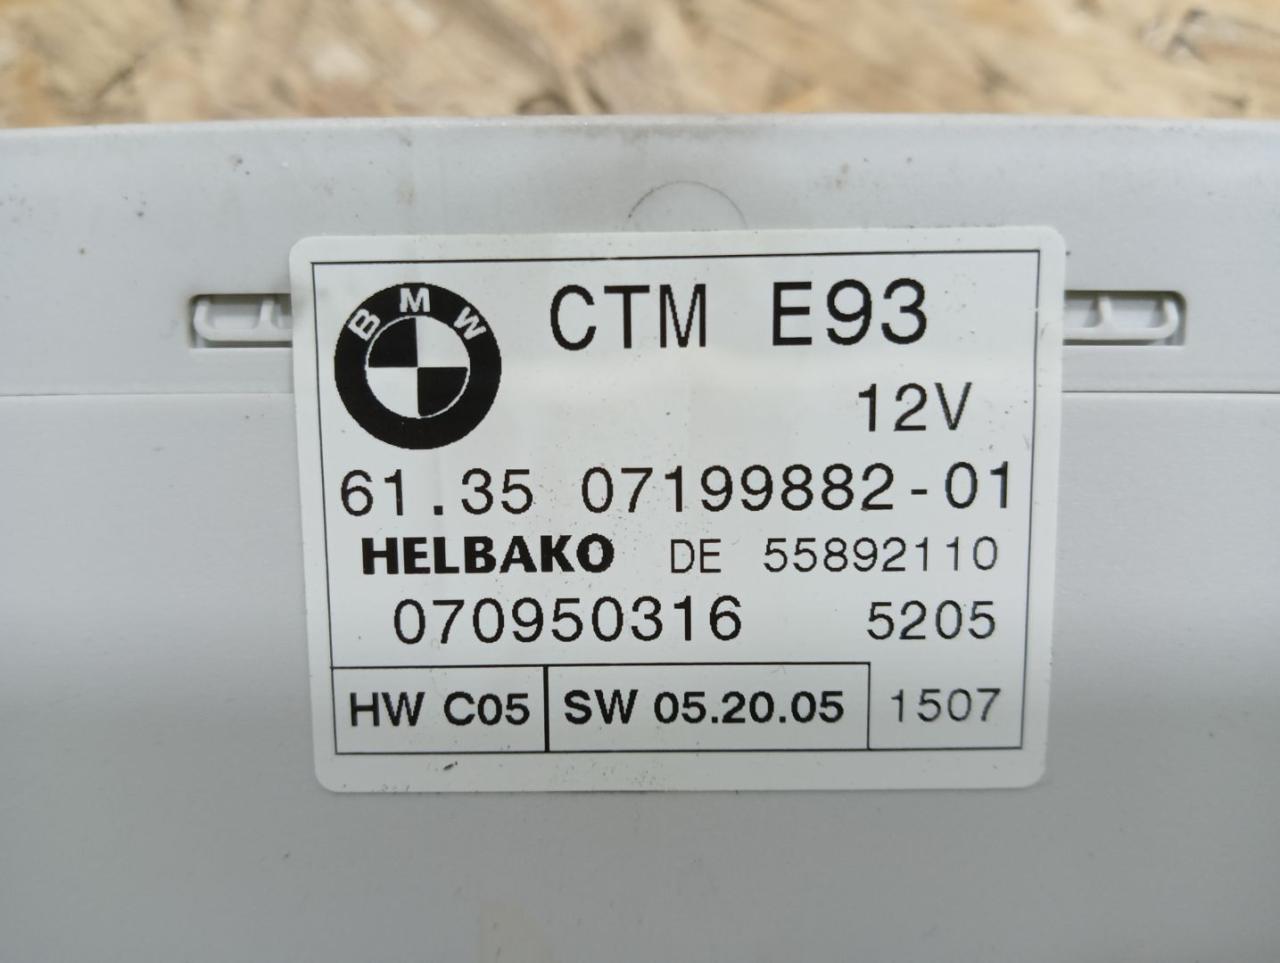 BMW
CTM E93
12V
61.35 07199882-01
HELBAKO DE 55892110
070950316 5205
HW C05 SW 05.20.05 1507